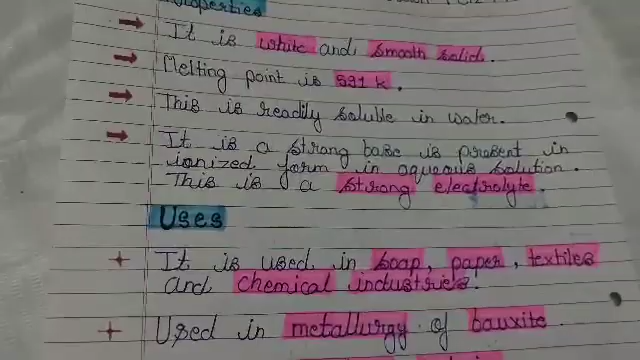 Properties
It is white and smooth solid.
Melting point is 591 k.
This is readily soluble in water.
It is a strong base is present in
ionized form in aqueous solution.
This is a strong electrolyte.
Uses
It is used in soap, paper, textiles
and chemical industries.
Used in metallurgy of bauxite.